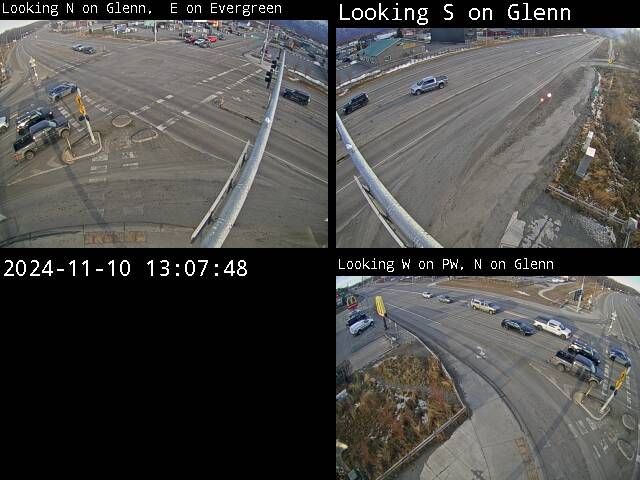 Looking N on Glenn,  E on Evergreen
Looking S on Glenn
2024-11-10 13:07:48
Looking W on PW, N on Glenn